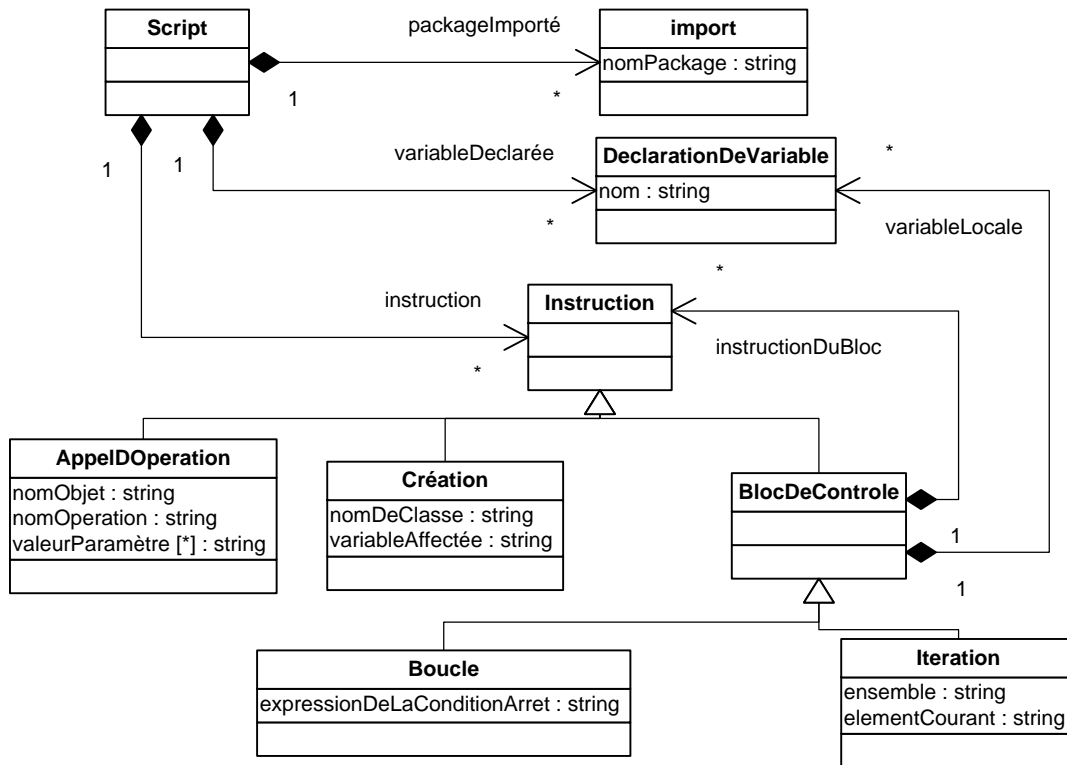 Script
packageImporté
import
nomPackage : string
1
*
1
1
variableDeclarée
DeclarationDeVariable
*
nom : string
*
variableLocale
*
instruction
Instruction
instructionDuBloc
*
AppelDOperation
nomObjet : string
nomOperation : string
valeurParamètre [*] : string
Création
nomDeClasse : string
variableAffectée : string
BlocDeControle
1
1
Boucle
expressionDeLaConditionArret : string
Iteration
ensemble : string
elementCourant : string